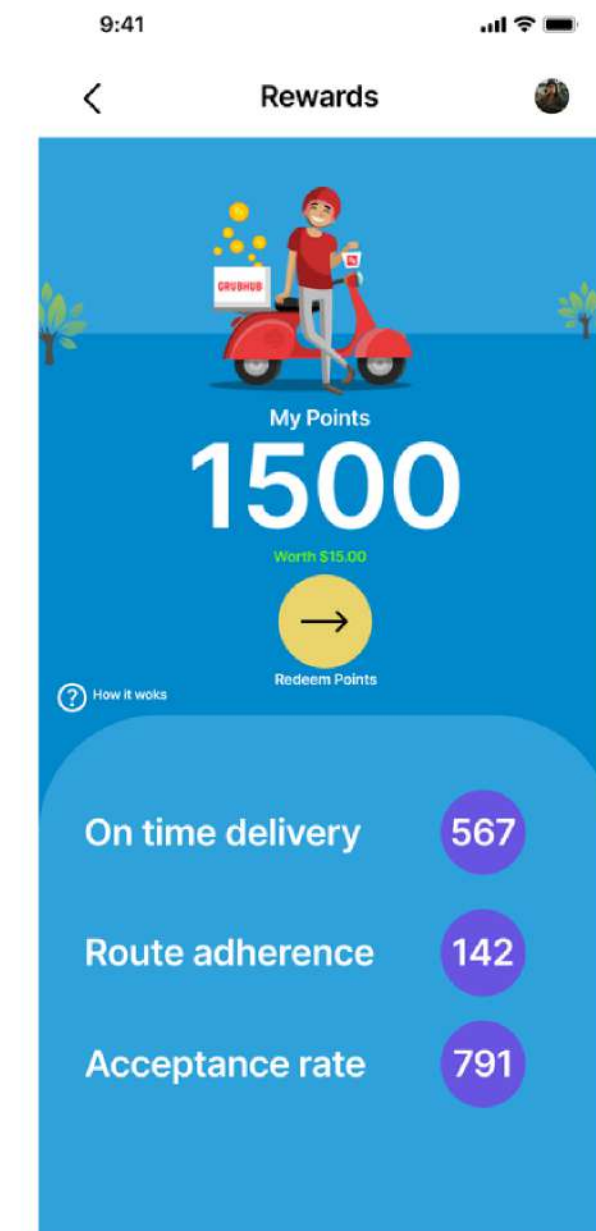 9:41
Rewards
GRUBHUB
My Points
1500
Worth $15.00
Redeem Points
? How it woks
On time delivery 567
Route adherence 142
Acceptance rate 791